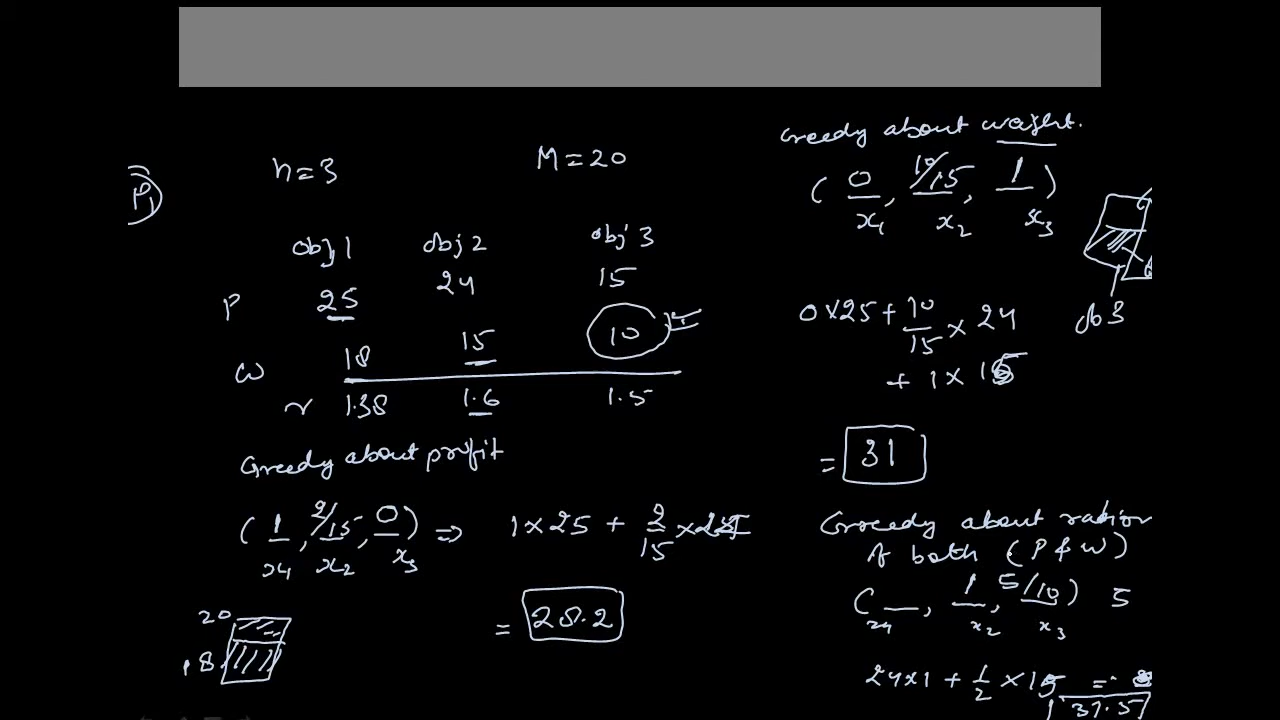 P1)
n=3 M=20
obj 1 obj 2 obj 3
P 25 24 15
w 18 15 10
r 1.38 1.6 1.5
Greedy about profit
( 1 , 2/15 , 0 ) => 1×25 + 2/15 ×24
x1 x2 x3
= 28.2
20
18
Greedy about weight.
( 0 , 10/15 , 1 )
x1 x2 x3
0×25 + 10/15 × 24
+ 1×15
ob 3
= 31
Greedy about ration
of both (P & W)
( __ , 1 , 5/10 ) 5
x1 x2 x3
24×1 + 1/2 ×15 =
31.5